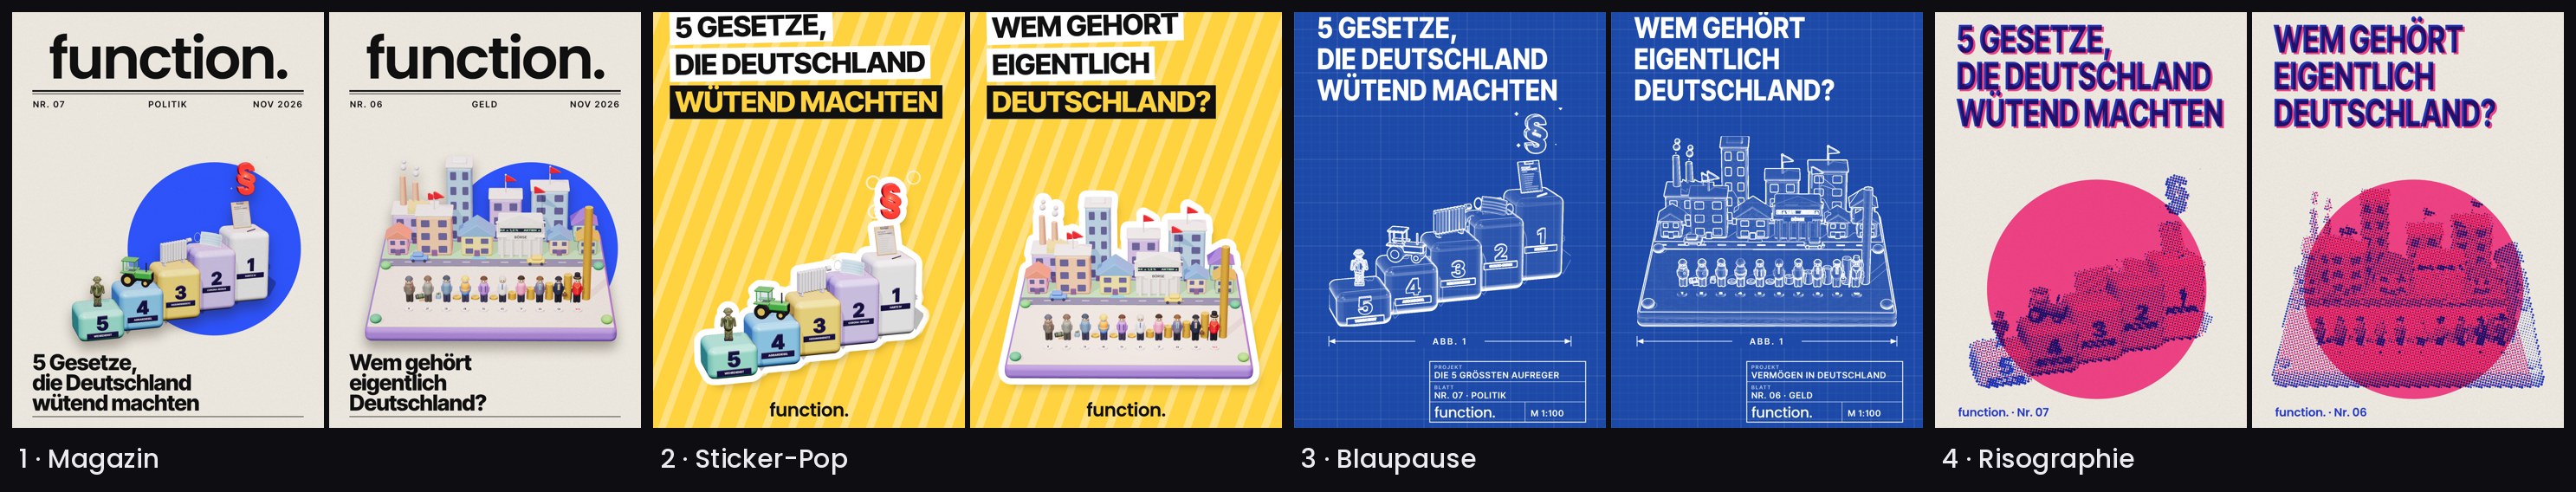 function.
NR. 07 POLITIK NOV 2026
5
4
3
2
1
§
5 Gesetze,
die Deutschland
wütend machten
function.
NR. 06 GELD NOV 2026
Wem gehört
eigentlich
Deutschland?
1 · Magazin
5 GESETZE,
DIE DEUTSCHLAND
WÜTEND MACHTEN
§
5
4
3
2
1
function.
WEM GEHÖRT
EIGENTLICH
DEUTSCHLAND?
function.
2 · Sticker-Pop
5 GESETZE,
DIE DEUTSCHLAND
WÜTEND MACHTEN
§
5
4
3
2
1
ABB. 1
PROJEKT
DIE 5 GRÖSSTEN AUFREGER
BLATT
NR. 07 · POLITIK
function. M 1:100
WEM GEHÖRT
EIGENTLICH
DEUTSCHLAND?
ABB. 1
PROJEKT
VERMÖGEN IN DEUTSCHLAND
BLATT
NR. 06 · GELD
function. M 1:100
3 · Blaupause
5 GESETZE,
DIE DEUTSCHLAND
WÜTEND MACHTEN
§
5
4
3
2
1
function. · Nr. 07
WEM GEHÖRT
EIGENTLICH
DEUTSCHLAND?
function. · Nr. 06
4 · Risographie